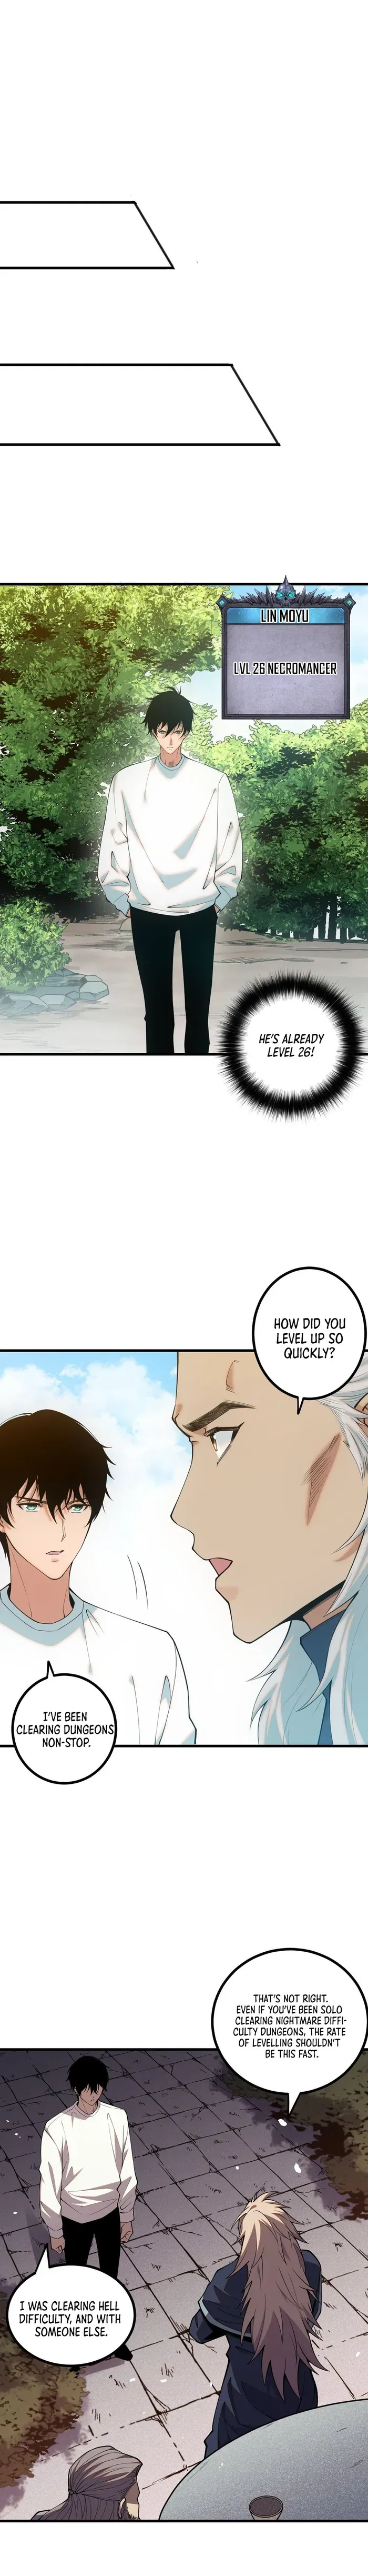 LIN MOYU
LVL 26 NECROMANCER
HE'S ALREADY
LEVEL 26!
HOW DID YOU
LEVEL UP SO
QUICKLY?
I'VE BEEN
CLEARING DUNGEONS
NON-STOP.
THAT'S NOT RIGHT.
EVEN IF YOU'VE BEEN SOLO
CLEARING NIGHTMARE DIFFI-
CULTY DUNGEONS, THE RATE
OF LEVELLING SHOULDN'T
BE THIS FAST.
I WAS CLEARING HELL
DIFFICULTY, AND WITH
SOMEONE ELSE.